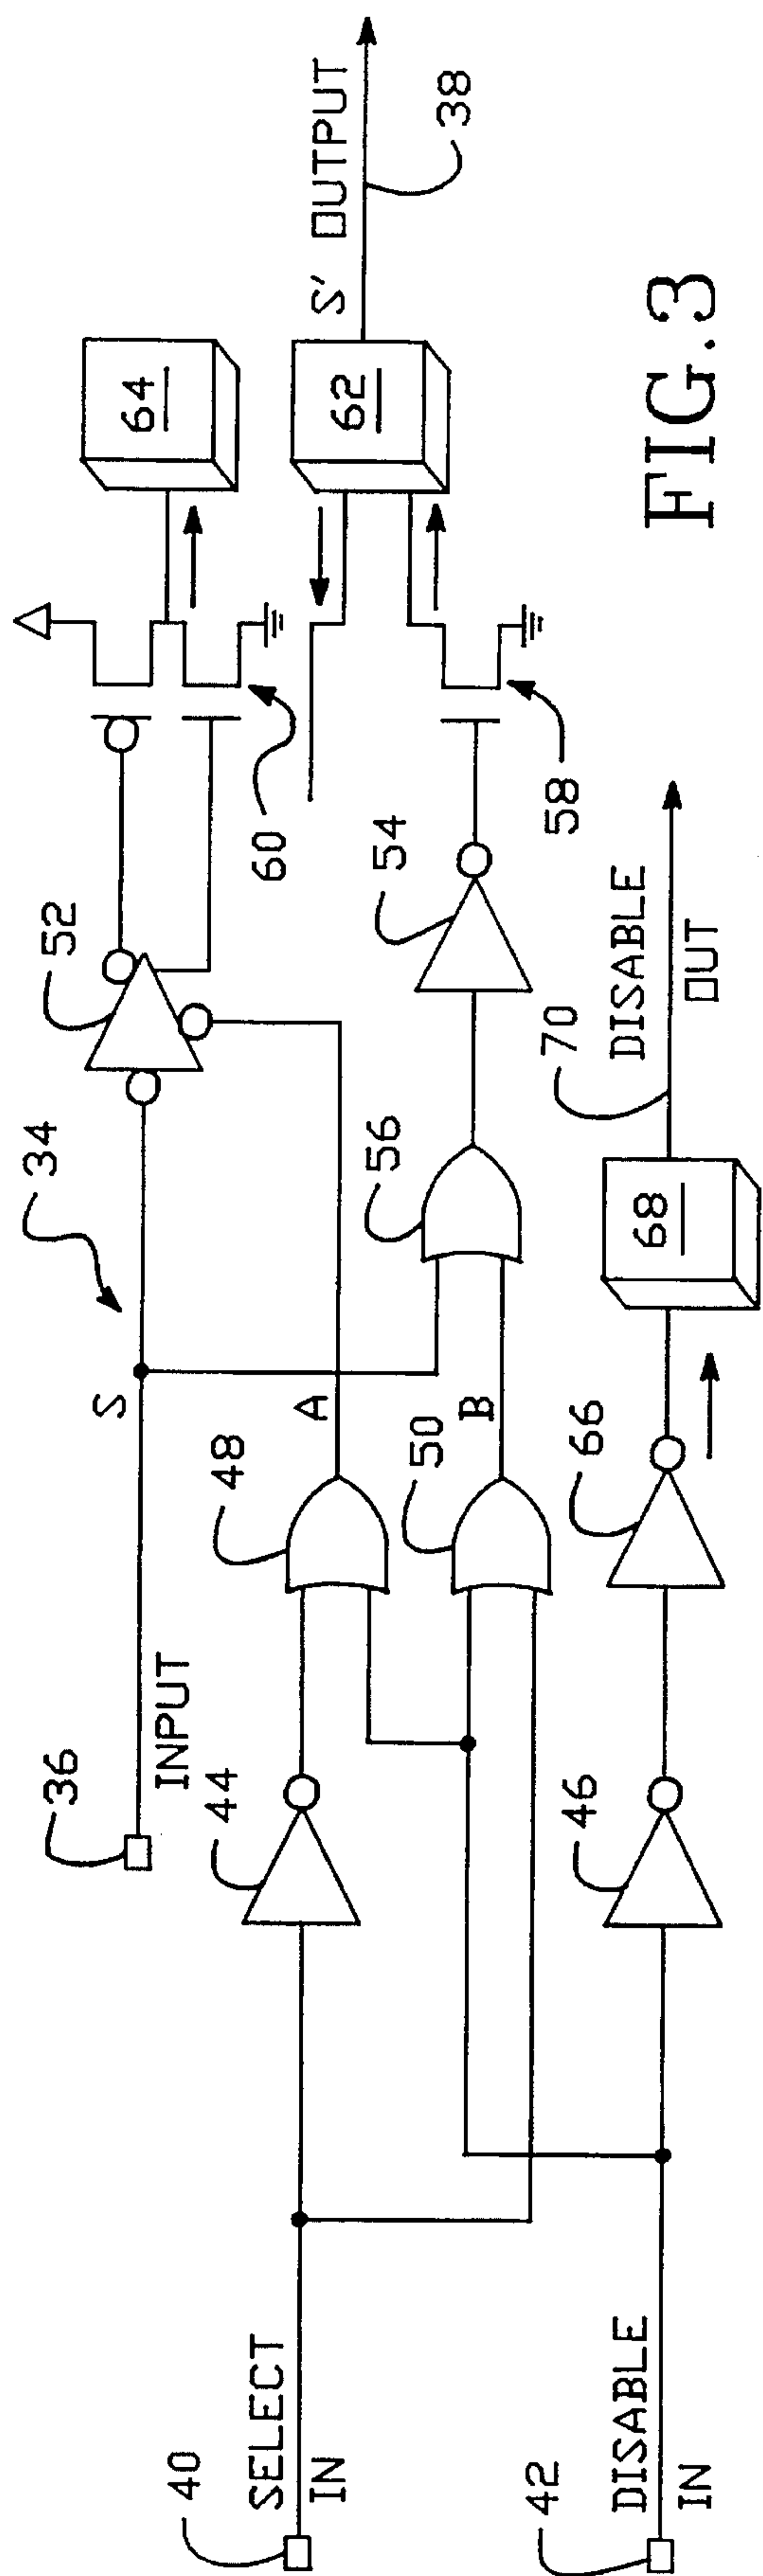 40
SELECT
IN
42
DISABLE
IN
36
INPUT
44
46
48
50
66
S
A
B
34
56
68
70
DISABLE
OUT
52
54
60
58
64
62
S' OUTPUT
38
FIG.3